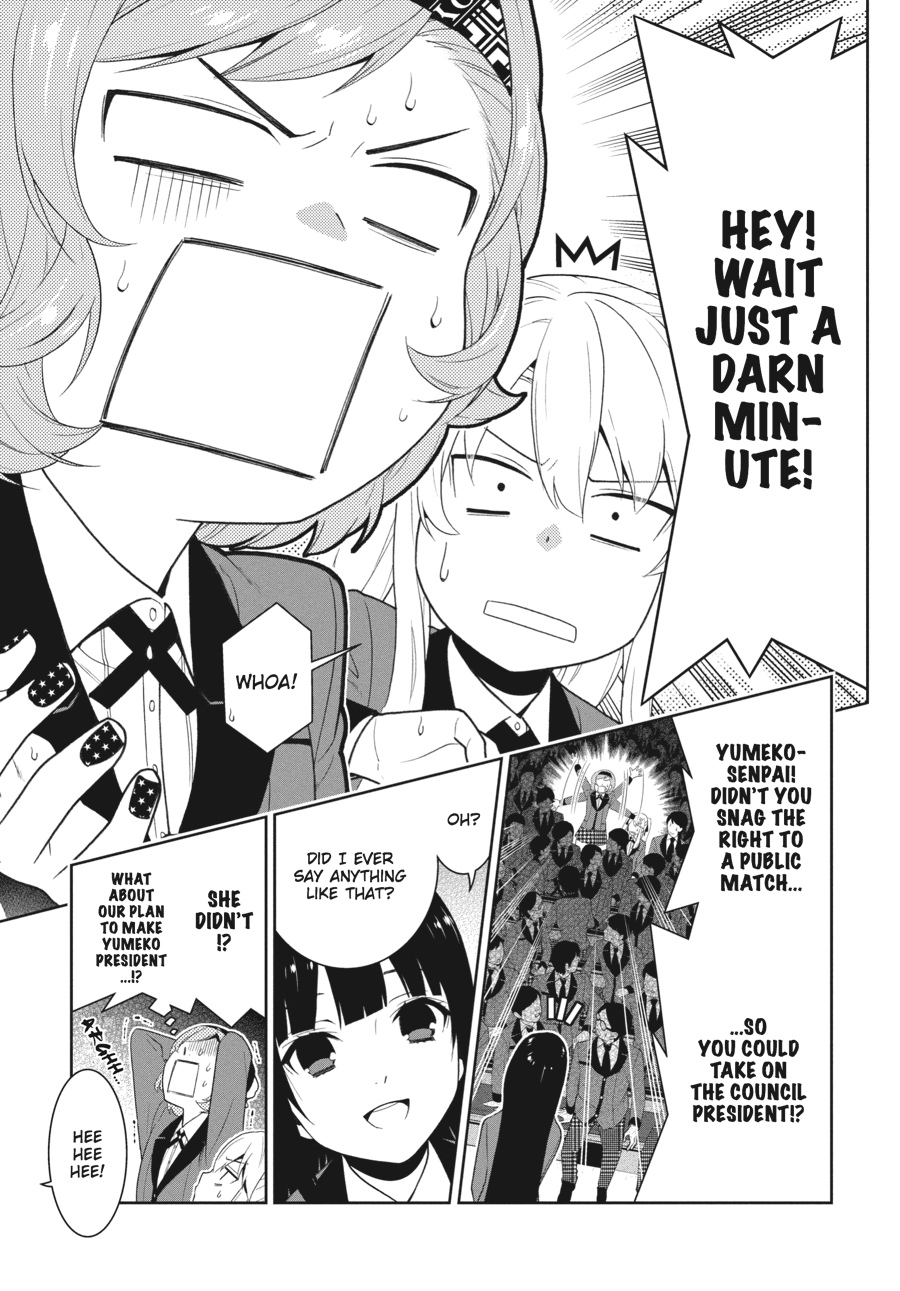 HEY!
WAIT
JUST A
DARN
MIN-
UTE!
WHOA!
YUMEKO-
SENPAI!
DIDN'T YOU
SNAG THE
RIGHT TO
A PUBLIC
MATCH...
...SO
YOU COULD
TAKE ON
THE COUNCIL
PRESIDENT!?
OH?
DID I EVER
SAY ANYTHING
LIKE THAT?
SHE
DIDN'T
!?
WHAT
ABOUT
OUR PLAN
TO MAKE
YUMEKO
PRESIDENT
...!?
ARGHH...
HEE
HEE
HEE!